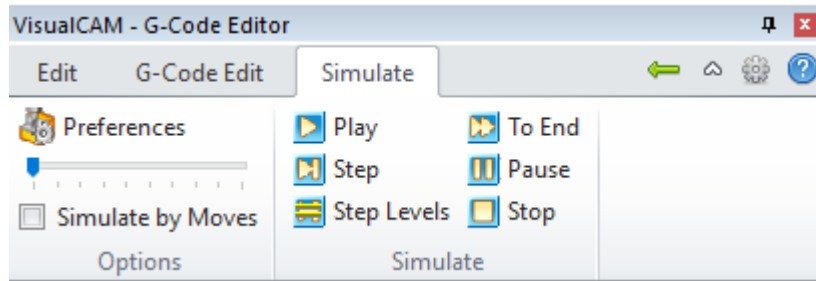 VisualCAM - G-Code Editor
Edit G-Code Edit Simulate
Preferences
Simulate by Moves
Options
Play To End
Step Pause
Step Levels Stop
Simulate